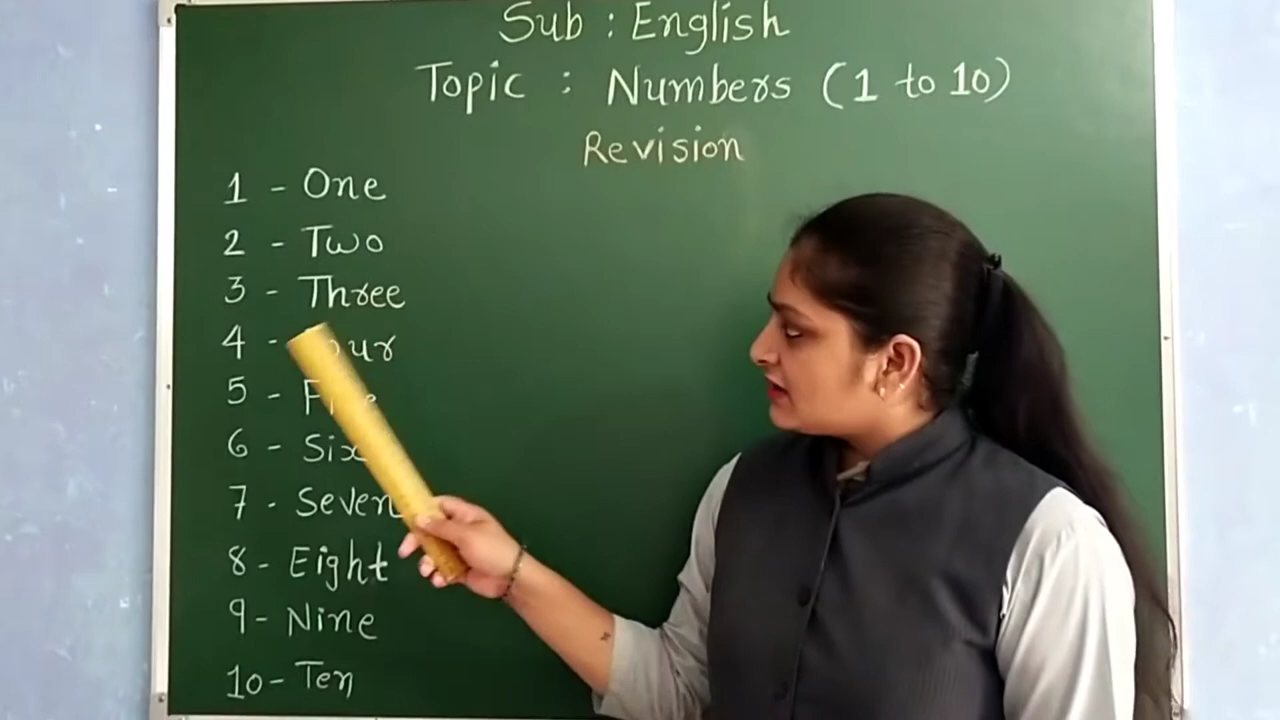 Sub : English
Topic : Numbers (1 to 10)
Revision
1 - One
2 - Two
3 - Three
4 -
5 -
6 - Six
7 - Seven
8 - Eight
9 - Nine
10 - Ten